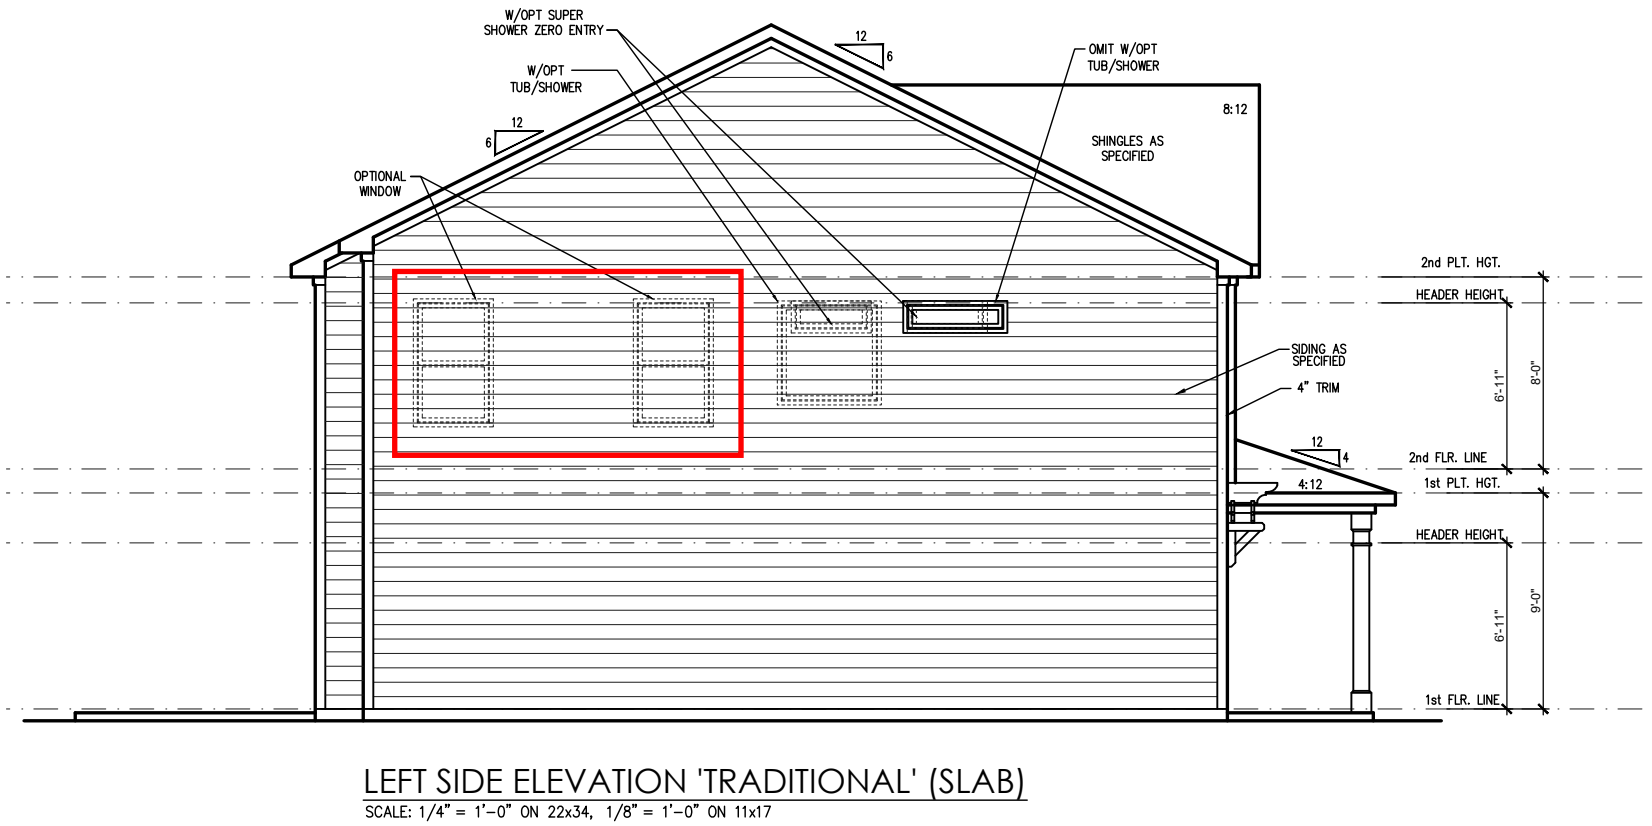 W/OPT SUPER
SHOWER ZERO ENTRY
W/OPT
TUB/SHOWER
12
6
OMIT W/OPT
TUB/SHOWER
8:12
SHINGLES AS
SPECIFIED
12
6
OPTIONAL
WINDOW
2nd PLT. HGT.
HEADER HEIGHT
SIDING AS
SPECIFIED
4" TRIM
6'-11"
8'-0"
12
4
2nd FLR. LINE
1st PLT. HGT.
4:12
HEADER HEIGHT
6'-11"
9'-0"
1st FLR. LINE
LEFT SIDE ELEVATION 'TRADITIONAL' (SLAB)
SCALE: 1/4" = 1'-0" ON 22x34, 1/8" = 1'-0" ON 11x17